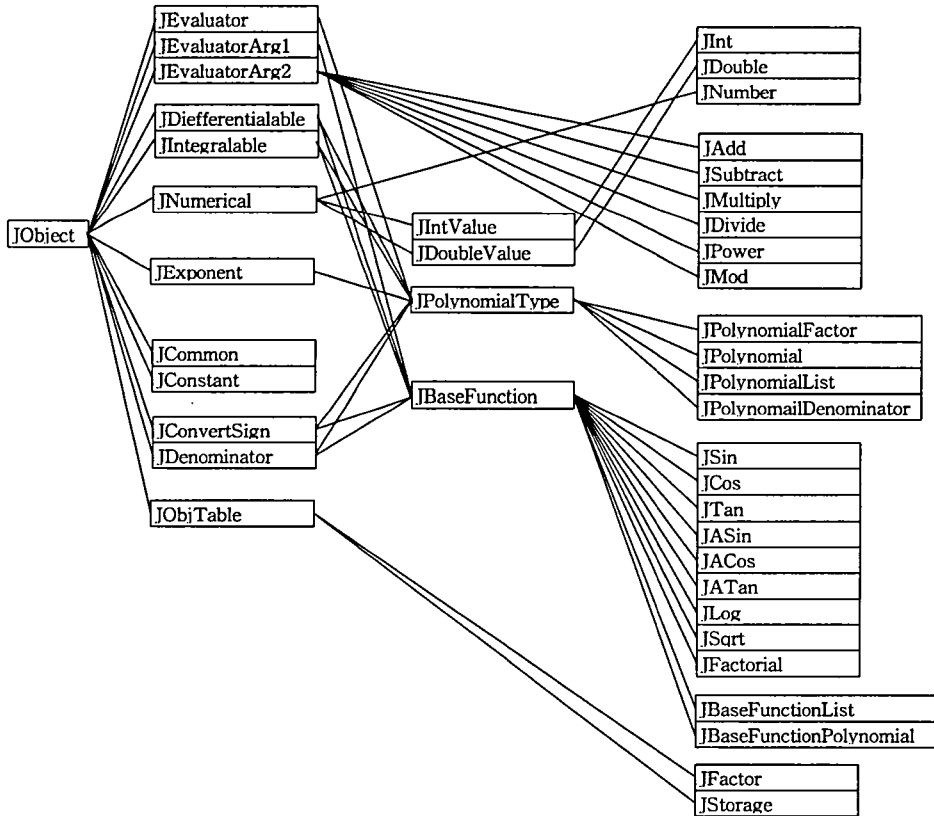 JObject
JEvaluator
JEvaluatorArg1
JEvaluatorArg2
JDiefferentialable
JIntegralable
JNumerical
JExponent
JCommon
JConstant
JConvertSign
JDenominator
JObjTable
JIntValue
JDoubleValue
JPolynomialType
JBaseFunction
JInt
JDouble
JNumber
JAdd
JSubtract
JMultiply
JDivide
JPower
JMod
JPolynomialFactor
JPolynomial
JPolynomialList
JPolynomailDenominator
JSin
JCos
JTan
JASin
JACos
JATan
JLog
JSqrt
JFactorial
JBaseFunctionList
JBaseFunctionPolynomial
JFactor
JStorage